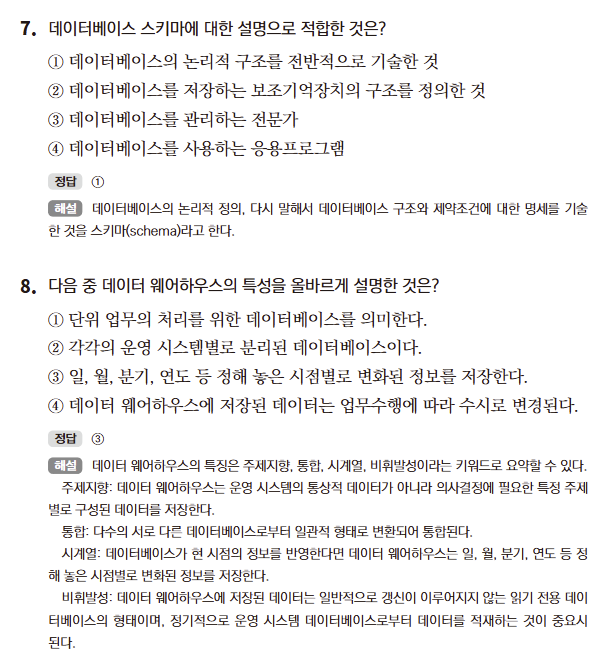 7. 데이터베이스 스키마에 대한 설명으로 적합한 것은?
① 데이터베이스의 논리적 구조를 전반적으로 기술한 것
② 데이터베이스를 저장하는 보조기억장치의 구조를 정의한 것
③ 데이터베이스를 관리하는 전문가
④ 데이터베이스를 사용하는 응용프로그램
정답 ①
해설 데이터베이스의 논리적 정의, 다시 말해서 데이터베이스 구조와 제약조건에 대한 명세를 기술
한 것을 스키마(schema)라고 한다.
8. 다음 중 데이터 웨어하우스의 특성을 올바르게 설명한 것은?
① 단위 업무의 처리를 위한 데이터베이스를 의미한다.
② 각각의 운영 시스템별로 분리된 데이터베이스이다.
③ 일, 월, 분기, 연도 등 정해 놓은 시점별로 변화된 정보를 저장한다.
④ 데이터 웨어하우스에 저장된 데이터는 업무수행에 따라 수시로 변경된다.
정답 ③
해설 데이터 웨어하우스의 특징은 주제지향, 통합, 시계열, 비휘발성이라는 키워드로 요약할 수 있다.
주제지향: 데이터 웨어하우스는 운영 시스템의 통상적 데이터가 아니라 의사결정에 필요한 특정 주제
별로 구성된 데이터를 저장한다.
통합: 다수의 서로 다른 데이터베이스로부터 일관적 형태로 변환되어 통합된다.
시계열: 데이터베이스가 현 시점의 정보를 반영한다면 데이터 웨어하우스는 일, 월, 분기, 연도 등 정
해 놓은 시점별로 변화된 정보를 저장한다.
비휘발성: 데이터 웨어하우스에 저장된 데이터는 일반적으로 갱신이 이루어지지 않는 읽기 전용 데이
터베이스의 형태이며, 정기적으로 운영 시스템 데이터베이스로부터 데이터를 적재하는 것이 중요시
된다.